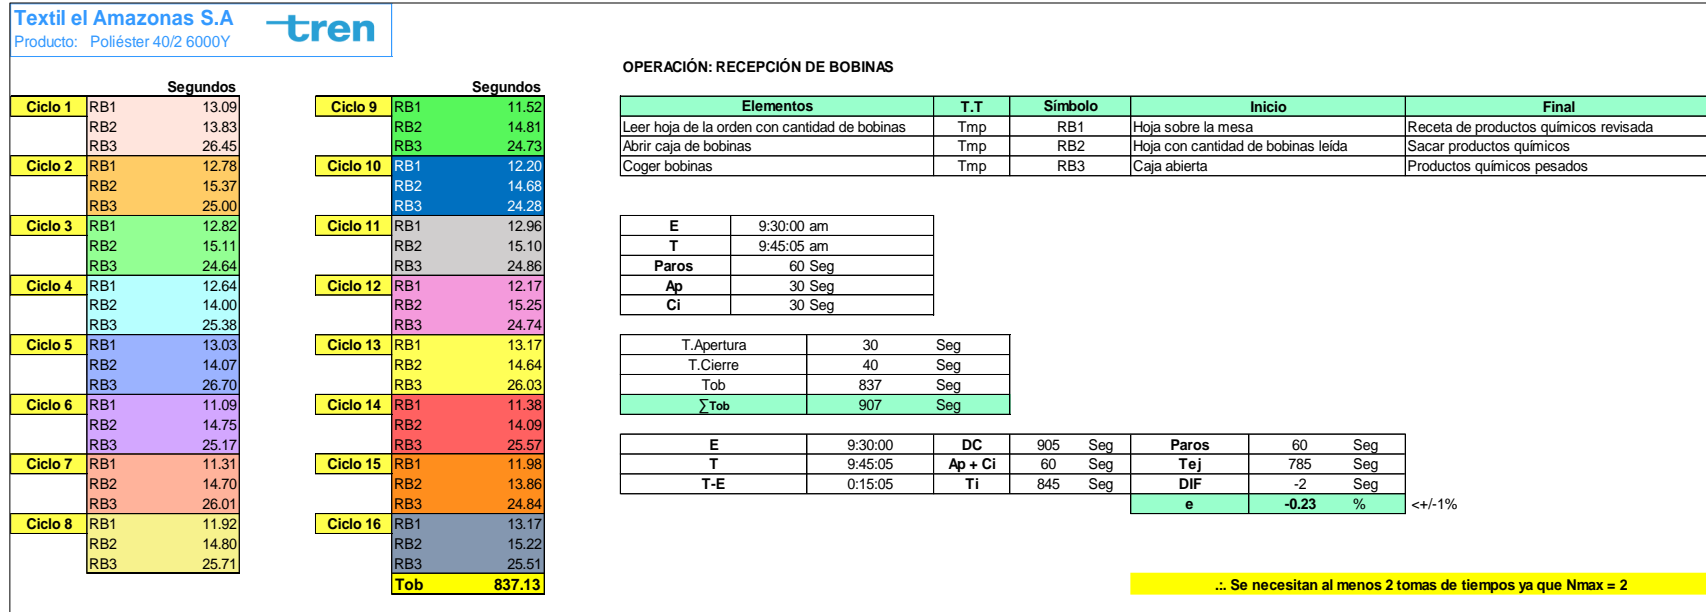 Textil el Amazonas S.A
tren
Producto: Poliéster 40/2 6000Y
OPERACIÓN: RECEPCIÓN DE BOBINAS
Segundos
Ciclo 1 RB1 13.09
RB2 13.83
RB3 26.45
Ciclo 2 RB1 12.78
RB2 15.37
RB3 25.00
Ciclo 3 RB1 12.82
RB2 15.11
RB3 24.64
Ciclo 4 RB1 12.64
RB2 14.00
RB3 25.38
Ciclo 5 RB1 13.03
RB2 14.07
RB3 26.70
Ciclo 6 RB1 11.09
RB2 14.75
RB3 25.17
Ciclo 7 RB1 11.31
RB2 14.70
RB3 26.01
Ciclo 8 RB1 11.92
RB2 14.80
RB3 25.71
Segundos
Ciclo 9 RB1 11.52
RB2 14.81
RB3 24.73
Ciclo 10 RB1 12.20
RB2 14.68
RB3 24.28
Ciclo 11 RB1 12.96
RB2 15.10
RB3 24.86
Ciclo 12 RB1 12.17
RB2 15.25
RB3 24.74
Ciclo 13 RB1 13.17
RB2 14.64
RB3 26.03
Ciclo 14 RB1 11.38
RB2 14.09
RB3 25.57
Ciclo 15 RB1 11.98
RB2 13.86
RB3 24.84
Ciclo 16 RB1 13.17
RB2 15.22
RB3 25.51
Tob 837.13
Elementos T.T Símbolo Inicio Final
Leer hoja de la orden con cantidad de bobinas Tmp RB1 Hoja sobre la mesa Receta de productos químicos revisada
Abrir caja de bobinas Tmp RB2 Hoja con cantidad de bobinas leída Sacar productos químicos
Coger bobinas Tmp RB3 Caja abierta Productos químicos pesados
E 9:30:00 am
T 9:45:05 am
Paros 60 Seg
Ap 30 Seg
Ci 30 Seg
T.Apertura 30 Seg
T.Cierre 40 Seg
Tob 837 Seg
∑Tob 907 Seg
E 9:30:00 DC 905 Seg Paros 60 Seg
T 9:45:05 Ap + Ci 60 Seg Tej 785 Seg
T-E 0:15:05 Ti 845 Seg DIF -2 Seg
e -0.23 % <+/-1%
.:. Se necesitan al menos 2 tomas de tiempos ya que Nmax = 2